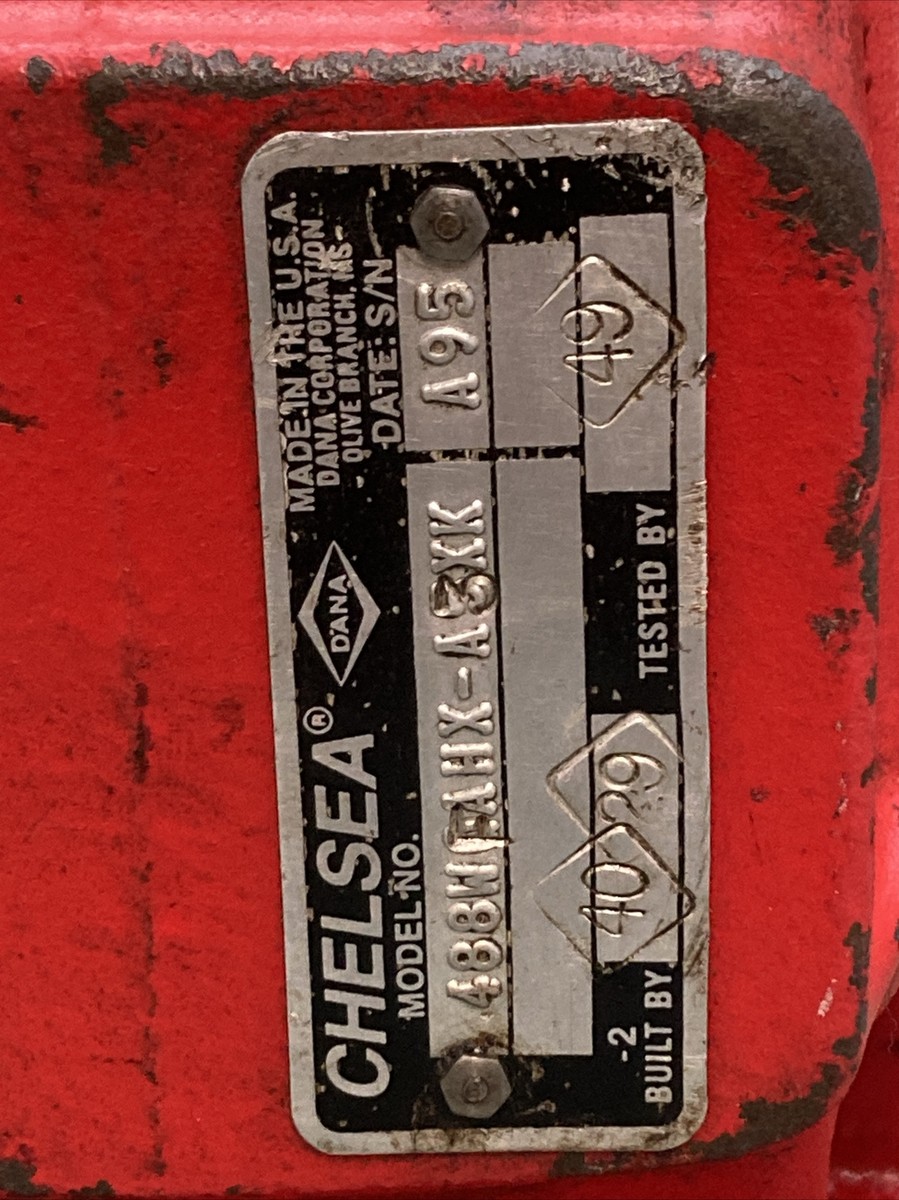 CHELSEA®
DANA
MADE IN THE U.S.A.
DANA CORPORATION
OLIVE BRANCH, MS
MODEL NO.
DATE: S/N
488WFAHX-A3XK
A95
-2
BUILT BY
40
29
TESTED BY
49